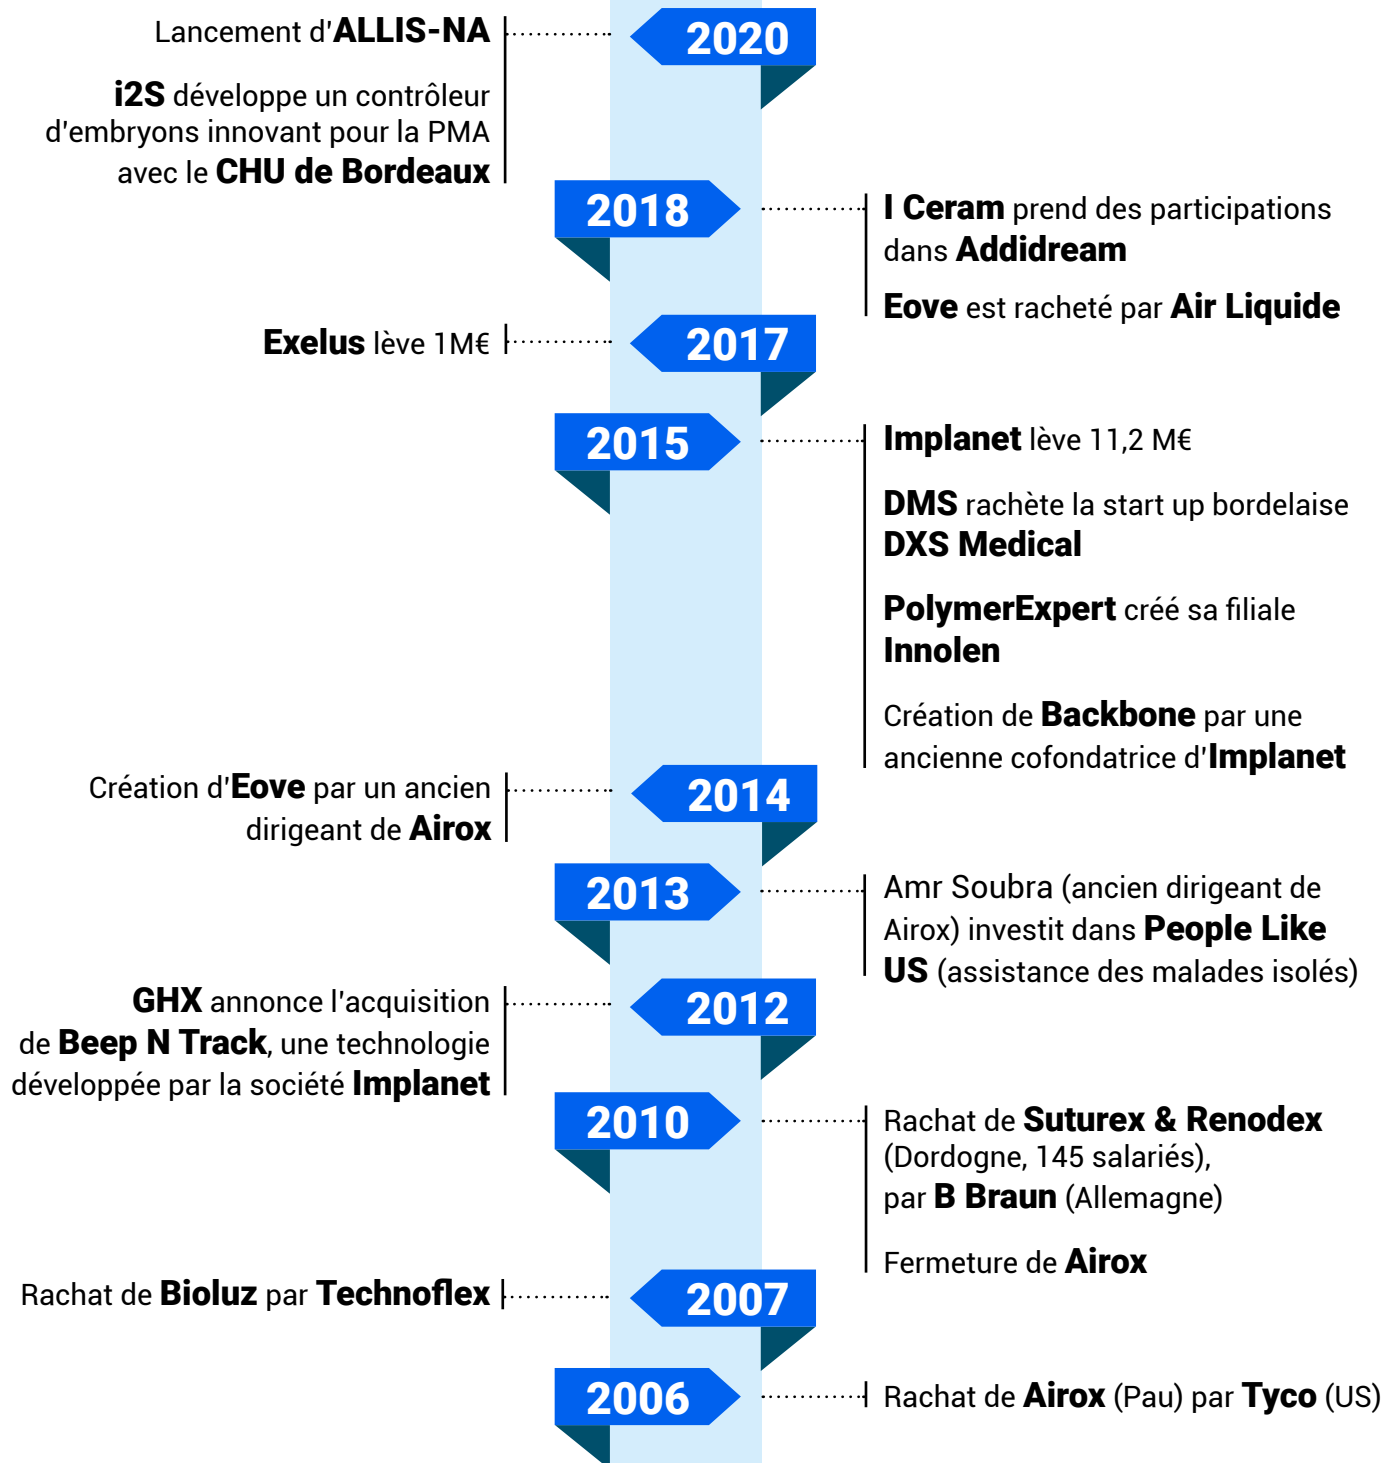 2020
Lancement d'ALLIS-NA
i2S développe un contrôleur
d'embryons innovant pour la PMA
avec le CHU de Bordeaux
2018
I Ceram prend des participations
dans Addidream
Eove est racheté par Air Liquide
2017
Exelus lève 1M€
2015
Implanet lève 11,2 M€
DMS rachète la start up bordelaise
DXS Medical
PolymerExpert créé sa filiale
Innolen
Création de Backbone par une
ancienne cofondatrice d'Implanet
2014
Création d'Eove par un ancien
dirigeant de Airox
2013
Amr Soubra (ancien dirigeant de
Airox) investit dans People Like
US (assistance des malades isolés)
2012
GHX annonce l'acquisition
de Beep N Track, une technologie
développée par la société Implanet
2010
Rachat de Suturex & Renodex
(Dordogne, 145 salariés),
par B Braun (Allemagne)
Fermeture de Airox
2007
Rachat de Bioluz par Technoflex
2006
Rachat de Airox (Pau) par Tyco (US)